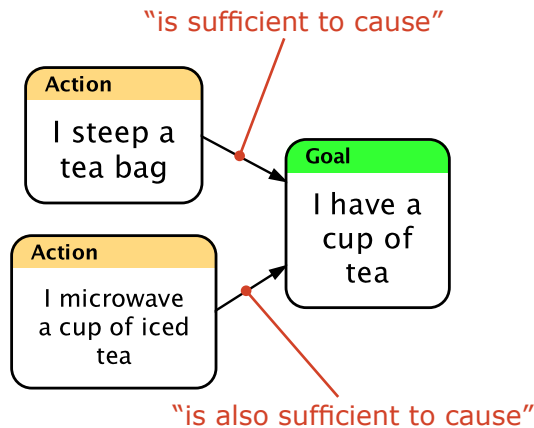 “is sufficient to cause”
Action
I steep a
tea bag
Goal
I have a
cup of
tea
Action
I microwave
a cup of iced
tea
“is also sufficient to cause”